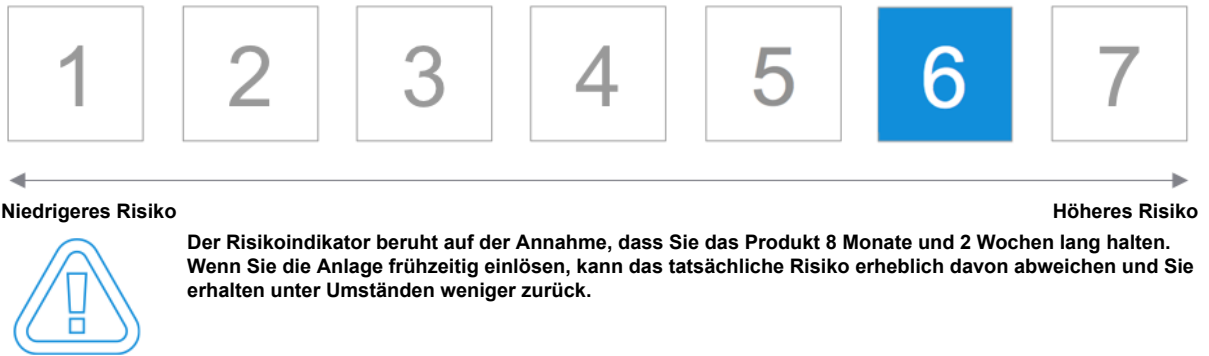 1 2 3 4 5 6 7
Niedrigeres Risiko Höheres Risiko
Der Risikoindikator beruht auf der Annahme, dass Sie das Produkt 8 Monate und 2 Wochen lang halten.
Wenn Sie die Anlage frühzeitig einlösen, kann das tatsächliche Risiko erheblich davon abweichen und Sie
erhalten unter Umständen weniger zurück.